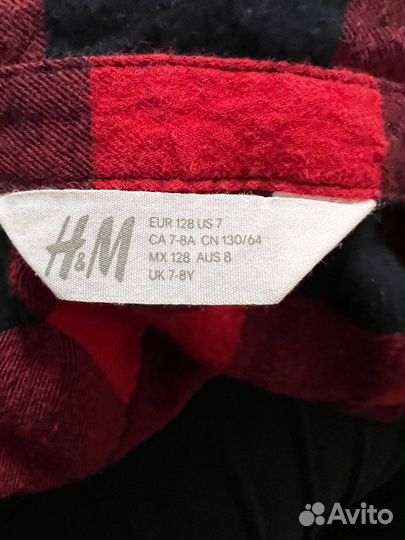 H&M
EUR 128 US 7
CA 7-8A CN 130/64
MX 128 AUS 8
UK 7-8Y
Avito